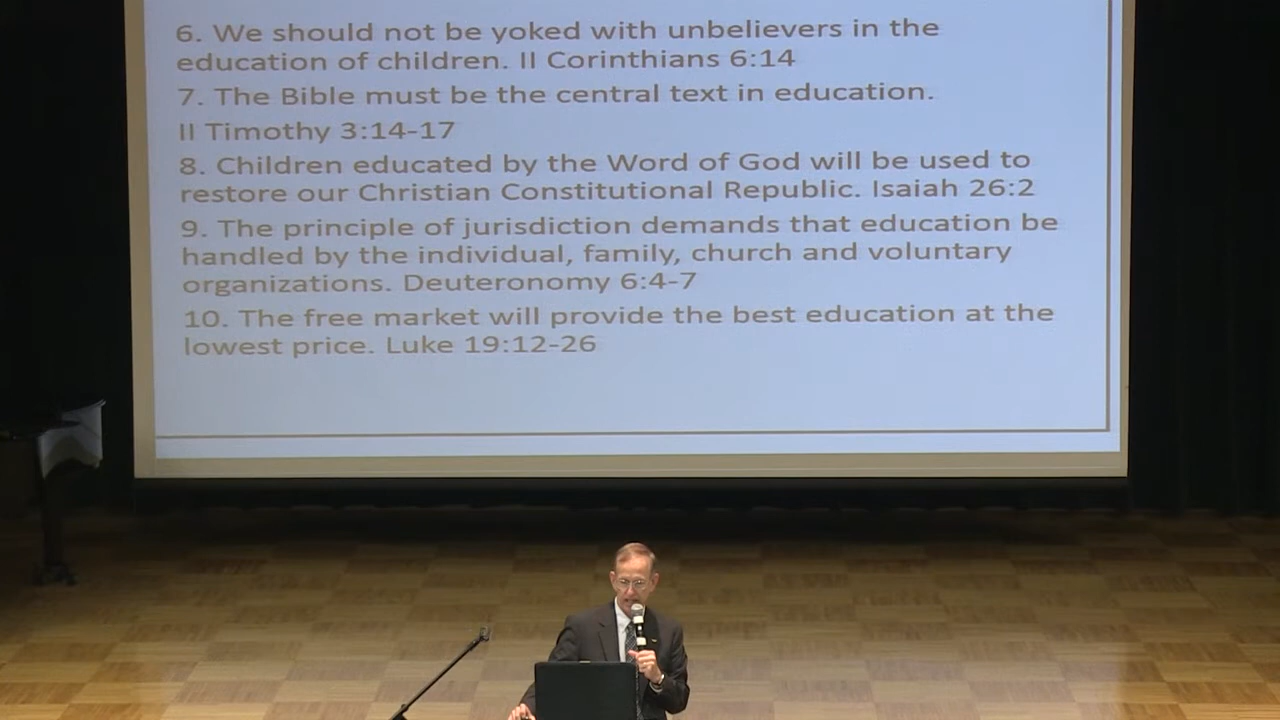 6. We should not be yoked with unbelievers in the
education of children. II Corinthians 6:14
7. The Bible must be the central text in education.
II Timothy 3:14-17
8. Children educated by the Word of God will be used to
restore our Christian Constitutional Republic. Isaiah 26:2
9. The principle of jurisdiction demands that education be
handled by the individual, family, church and voluntary
organizations. Deuteronomy 6:4-7
10. The free market will provide the best education at the
lowest price. Luke 19:12-26